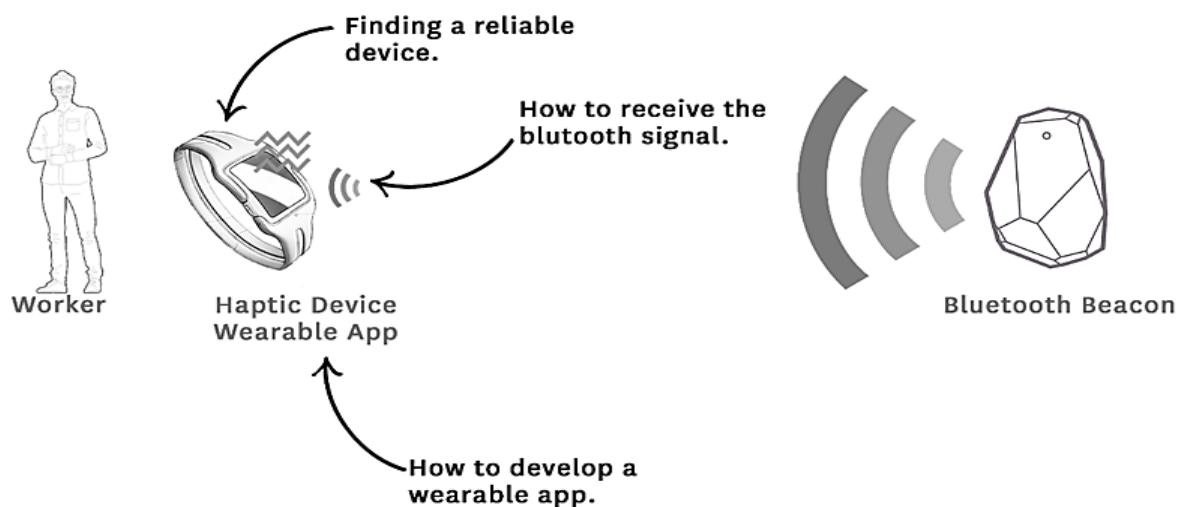 Finding a reliable
device.
How to receive the
blutooth signal.
Worker
Haptic Device
Wearable App
Bluetooth Beacon
How to develop a
wearable app.